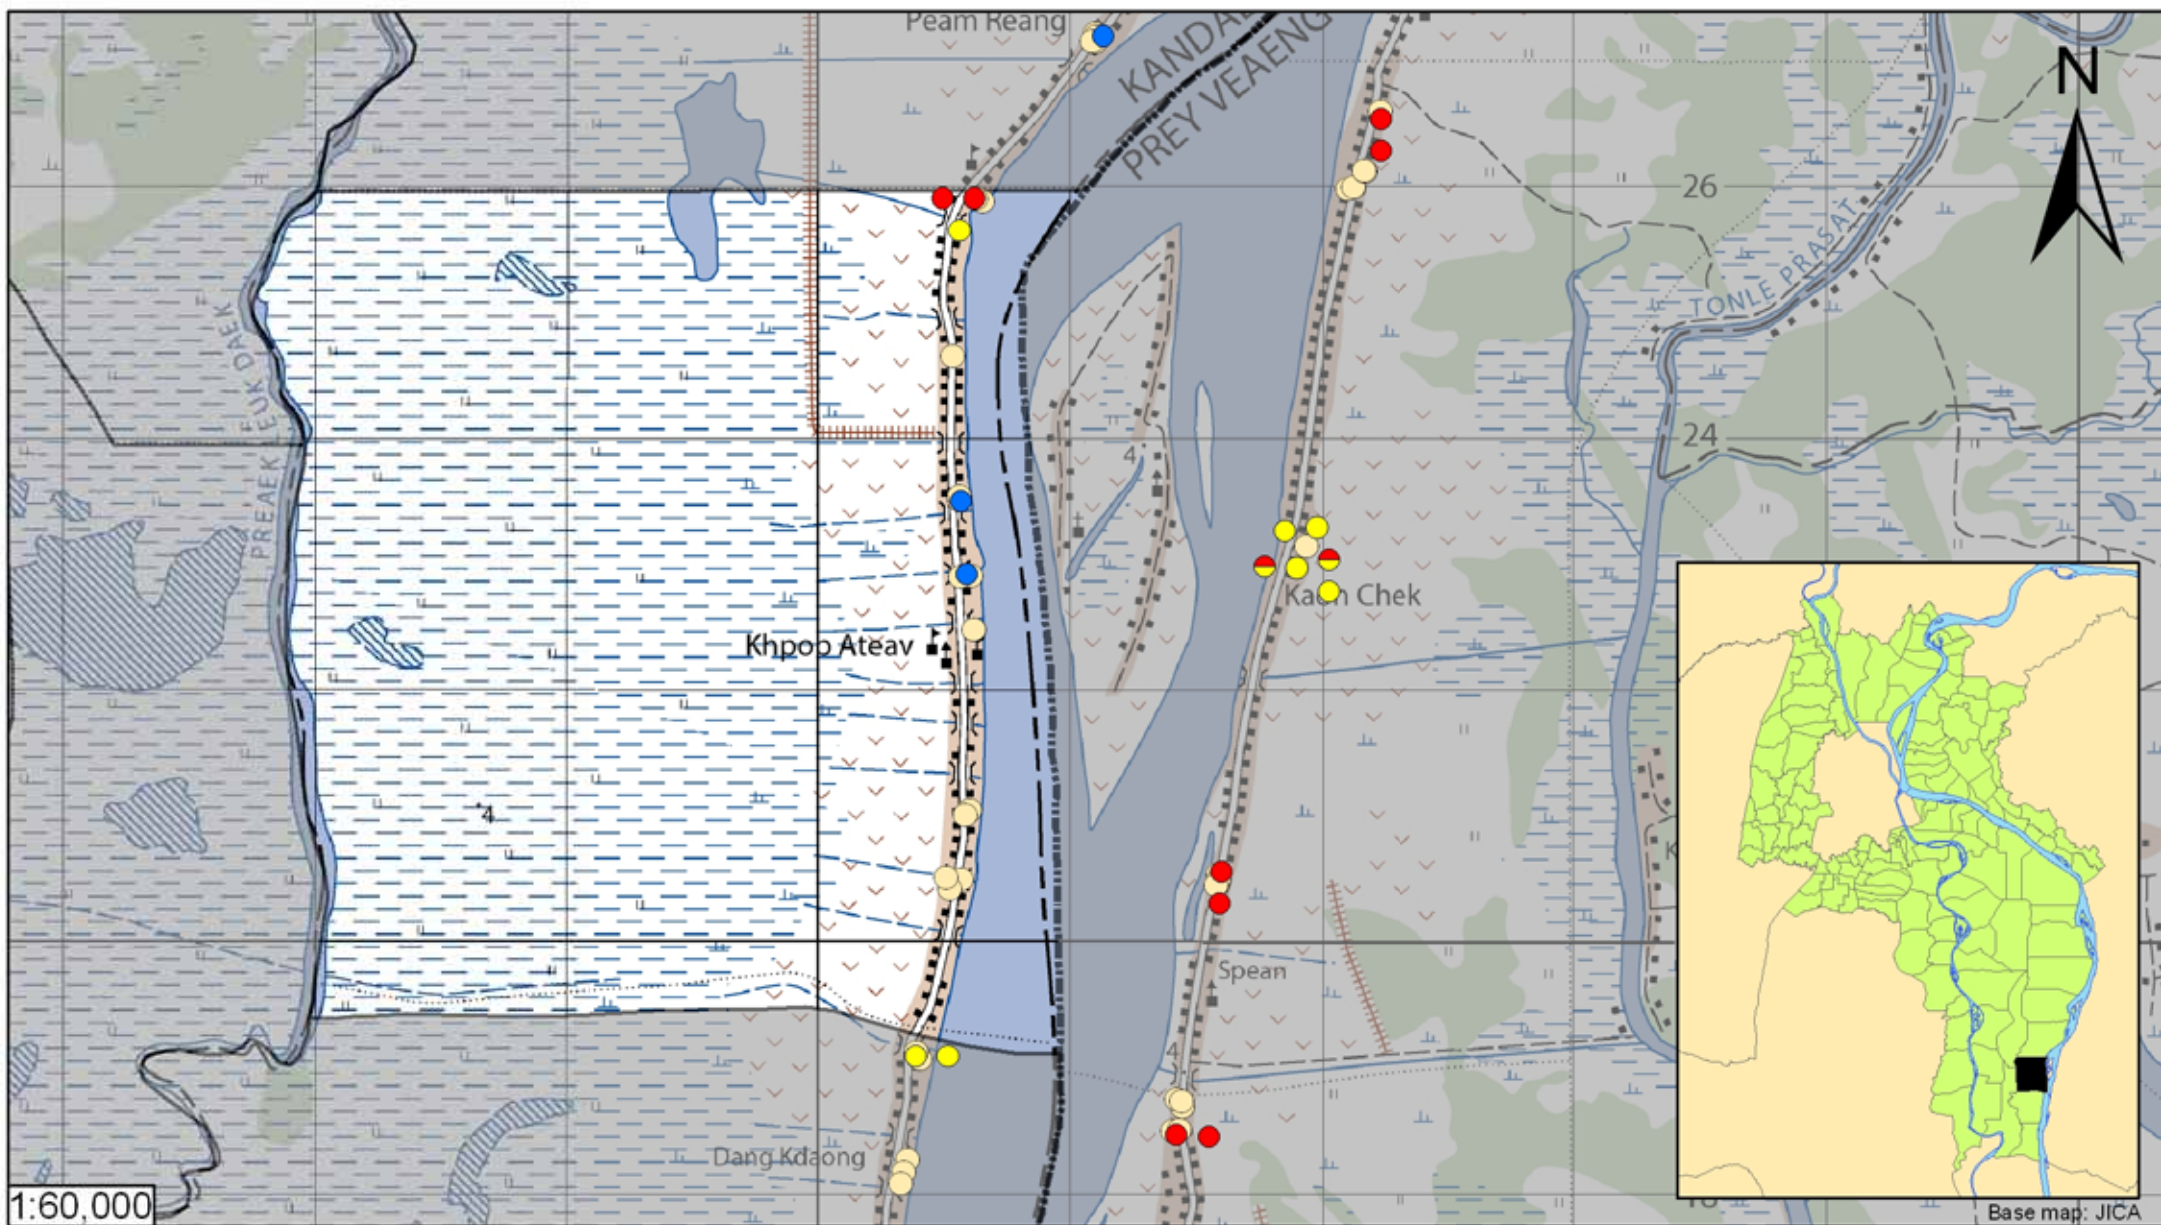 Peam Reang
KANDAL
PREY VEAENG
N
26
TONLE PRASAT
PREAEK
DAEK
24
4
Kaoh Chek
Khpob Ateav
4
Spean
4
Dang Kdaong
1:60,000
Base map: JICA